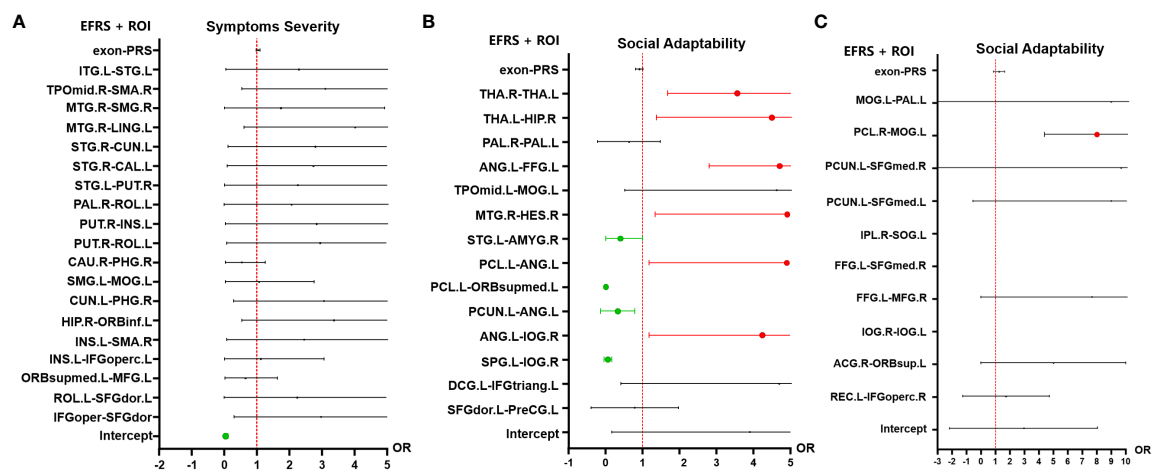 A
EFRS + ROI
Symptoms Severity
exon-PRS
ITG.L-STG.L
TPOmid.R-SMA.R
MTG.R-SMG.R
MTG.R-LING.L
STG.R-CUN.L
STG.R-CAL.L
STG.L-PUT.R
PAL.R-ROL.L
PUT.R-INS.L
PUT.R-ROL.L
CAU.R-PHG.R
SMG.L-MOG.L
CUN.L-PHG.R
HIP.R-ORBinf.L
INS.L-SMA.R
INS.L-IFGoperc.L
ORBsupmed.L-MFG.L
ROL.L-SFGdor.L
IFGoper-SFGdor
Intercept
OR
-2 -1 0 1 2 3 4 5
B
EFRS + ROI
Social Adaptability
exon-PRS
THA.R-THA.L
THA.L-HIP.R
PAL.R-PAL.L
ANG.L-FFG.L
TPOmid.L-MOG.L
MTG.R-HES.R
STG.L-AMYG.R
PCL.L-ANG.L
PCL.L-ORBsupmed.L
PCUN.L-ANG.L
ANG.L-IOG.R
SPG.L-IOG.R
DCG.L-IFGtriang.L
SFGdor.L-PreCG.L
Intercept
OR
-1 0 1 2 3 4 5
C
EFRS + ROI
Social Adaptability
exon-PRS
MOG.L-PAL.L
PCL.R-MOG.L
PCUN.L-SFGmed.R
PCUN.L-SFGmed.L
IPL.R-SOG.L
FFG.L-SFGmed.R
FFG.L-MFG.R
IOG.R-IOG.L
ACG.R-ORBsup.L
REC.L-IFGoperc.R
Intercept
OR
-3 -2 -1 0 1 2 3 4 5 6 7 8 9 10